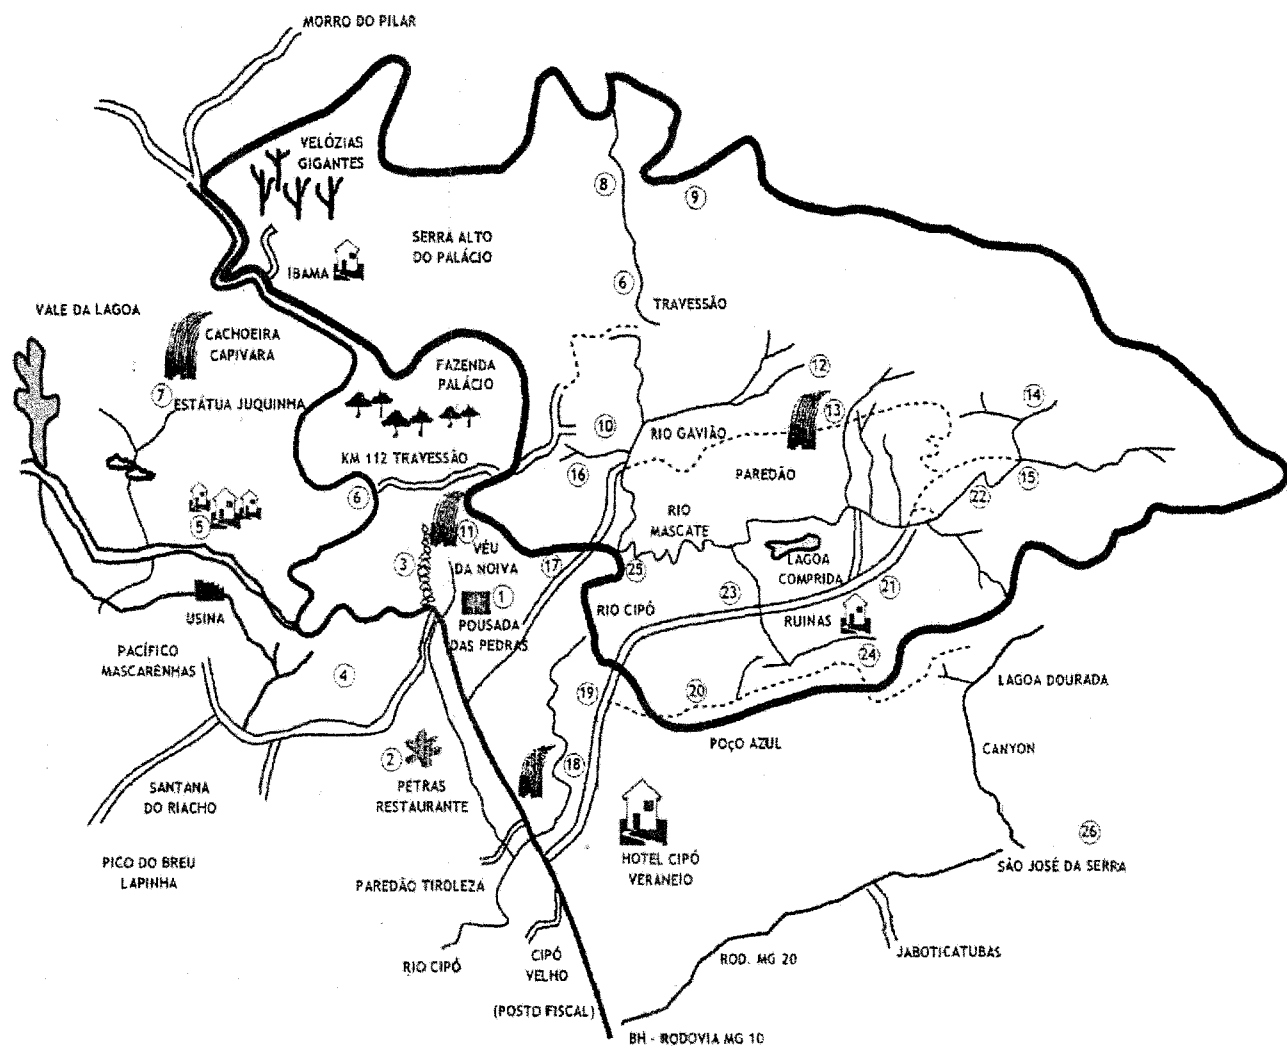 MORRO DO PILAR
VELÓZIAS
GIGANTES
8
9
SERRA ALTO
DO PALÁCIO
IBAMA
6
TRAVESSÃO
VALE DA LAGOA
CACHOEIRA
CAPIVARA
FAZENDA
PALÁCIO
12
7
ESTÁTUA JUQUINHA
13
14
10
RIO GAVIÃO
KM 112 TRAVESSÃO
PAREDÃO
16
15
6
22
5
11
RIO
MASCATE
VÉU
DA NOIVA
3
17
25
LAGOA
COMPRIDA
21
USINA
1
23
RIO CIPÓ
RUINAS
POUSADA
DAS PEDRAS
PACÍFICO
MASCARENHAS
24
4
19
20
LAGOA DOURADA
POçO AZUL
CANYON
2
18
SANTANA
DO RIACHO
PETRAS
RESTAURANTE
26
PICO DO BREU
LAPINHA
HOTEL CIPÓ
VERANEIO
SÃO JOSÉ DA SERRA
PAREDÃO TIROLEZA
RIO CIPÓ
CIPÓ
VELHO
ROD. MG 20
JABOTICATUBAS
(POSTO FISCAL)
BH - RODOVIA MG 10